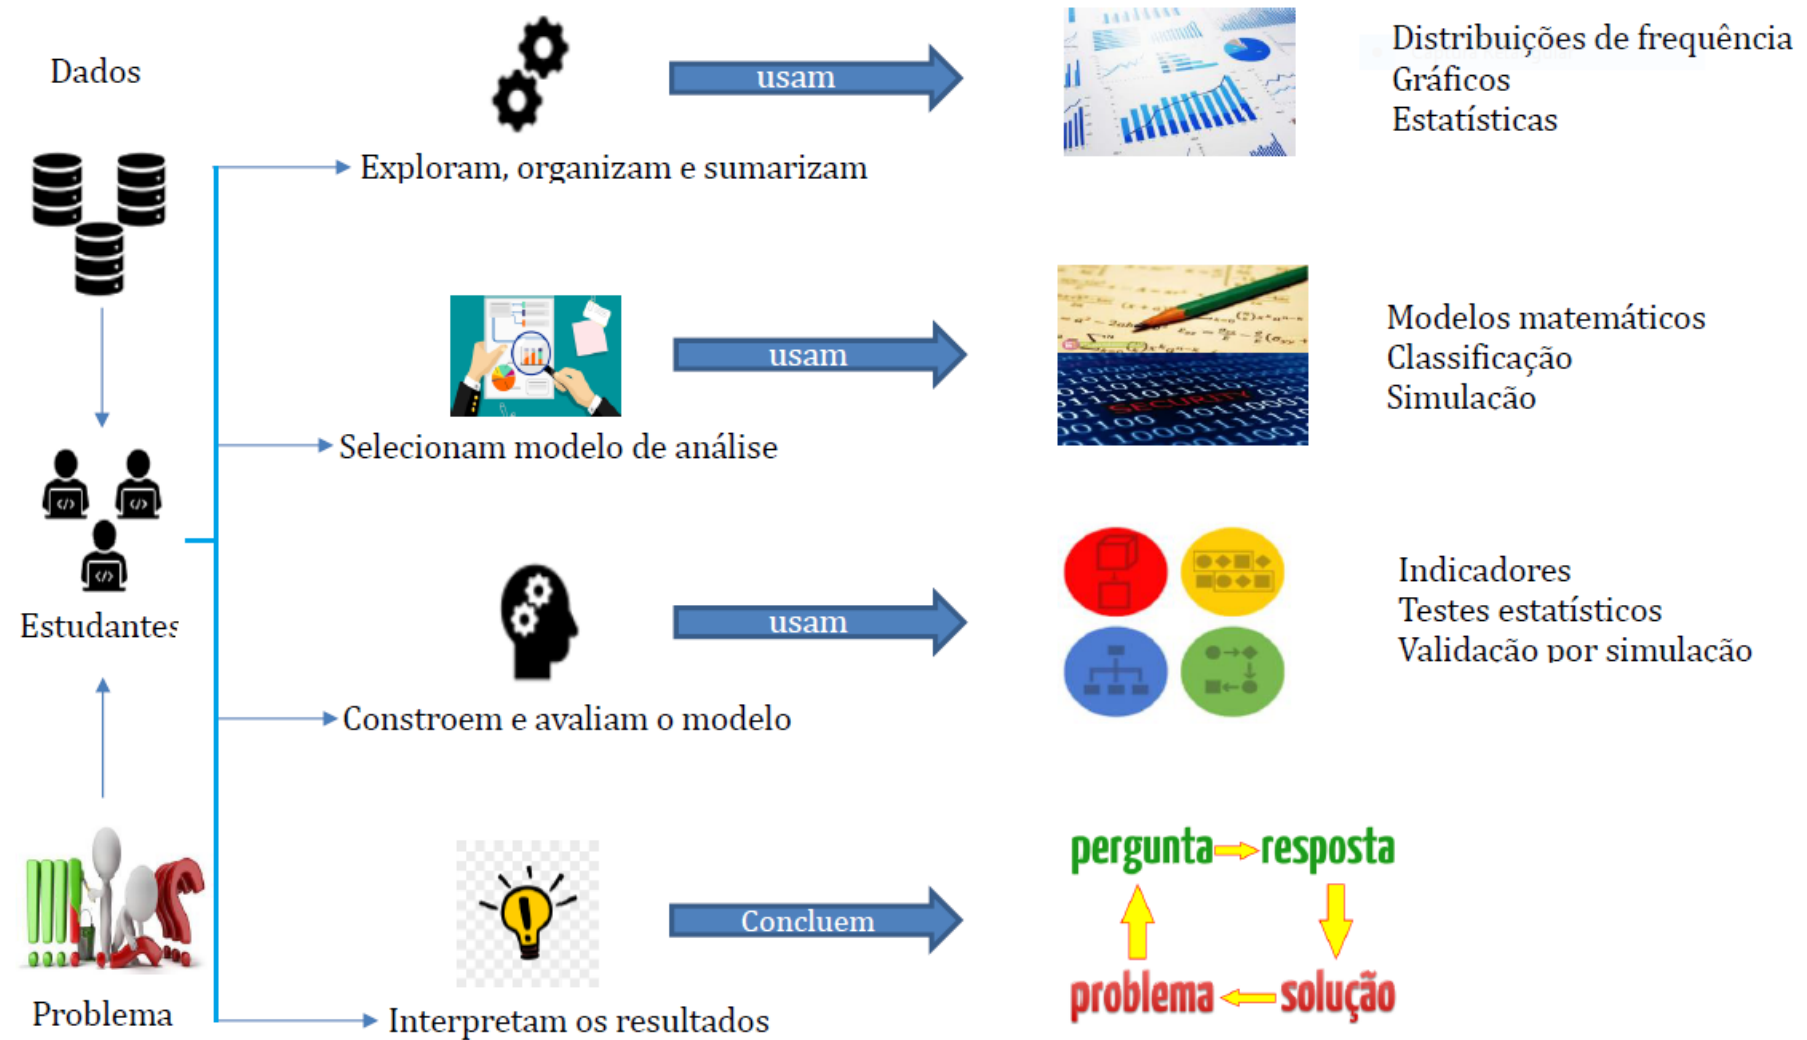 Dados
usam
Distribuições de frequência
Gráficos
Estatísticas
Exploram, organizam e sumarizam
usam
Modelos matemáticos
Classificação
Simulação
SECURITY
Selecionam modelo de análise
Estudantes
usam
Indicadores
Testes estatísticos
Validação por simulação
Constroem e avaliam o modelo
Concluem
pergunta resposta
problema solução
Problema
Interpretam os resultados